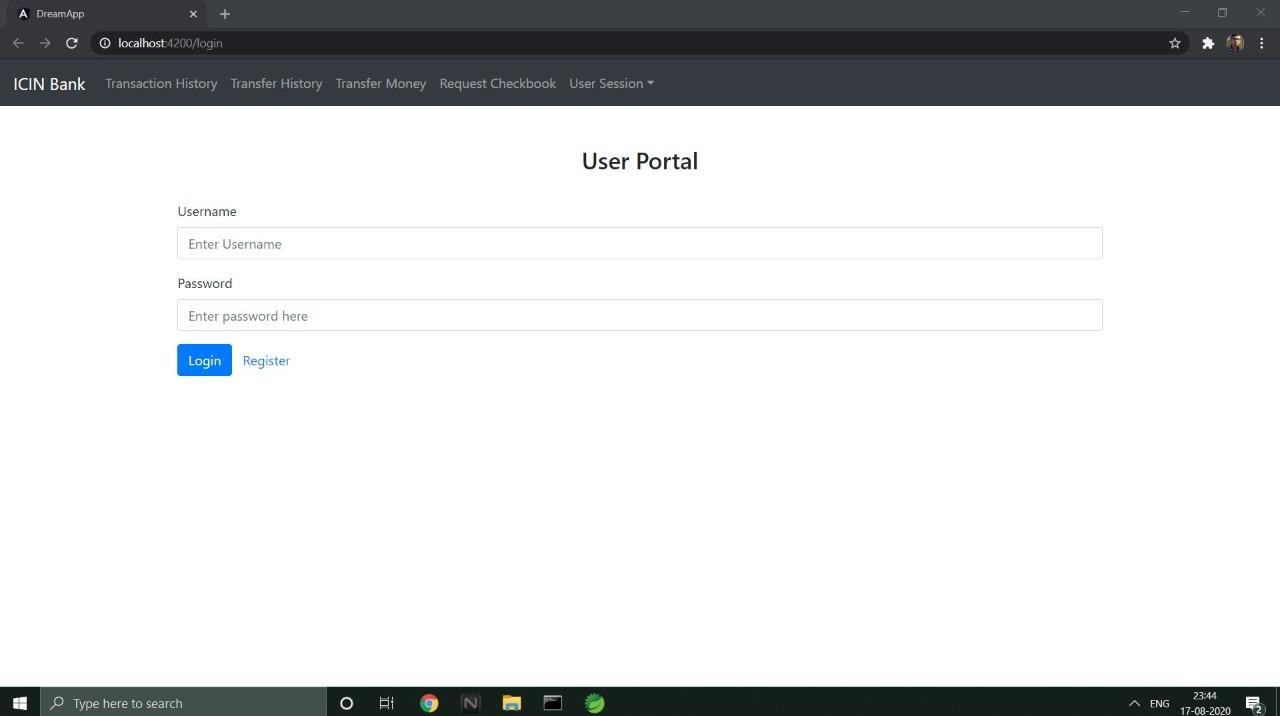 DreamApp
localhost:4200/login
ICIN Bank Transaction History Transfer History Transfer Money Request Checkbook User Session
User Portal
Username
Enter Username
Password
Enter password here
Login Register
Type here to search
ENG
23:44
17-08-2020
2